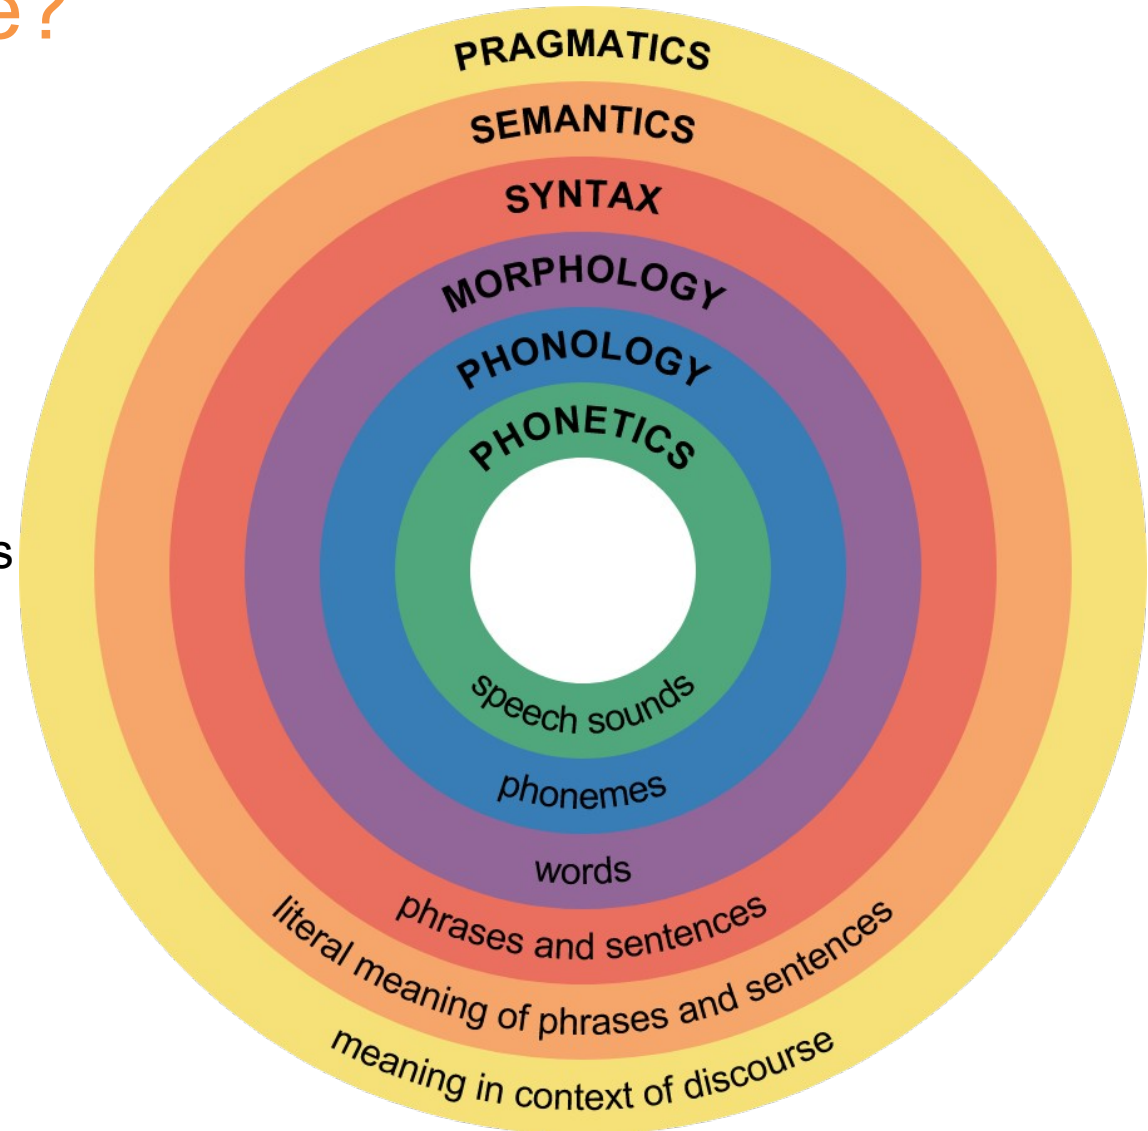 e?
PRAGMATICS
SEMANTICS
SYNTAX
MORPHOLOGY
PHONOLOGY
PHONETICS
s
speech sounds
phonemes
words
phrases and sentences
literal meaning of phrases and sentences
meaning in context of discourse